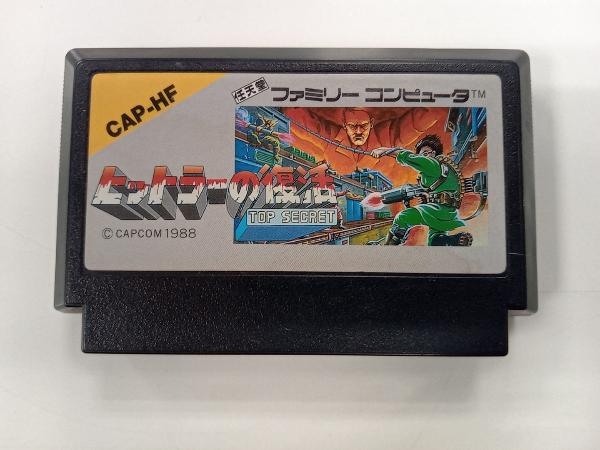 CAP-HF
任天堂 ファミリー コンピュータ™
ヒットラーの復活
TOP SECRET
© CAPCOM 1988